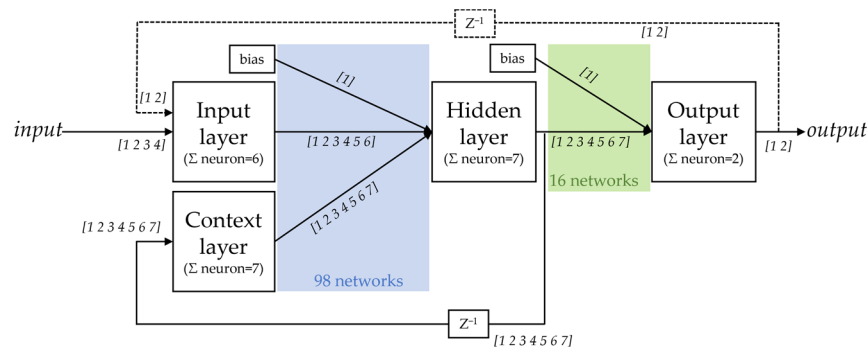 Z⁻¹
[1 2]
bias
bias
[1 2]
[1]
[1]
input
[1 2 3 4]
Input
layer
(Σ neuron=6)
[1 2 3 4 5 6]
Hidden
layer
(Σ neuron=7)
[1 2 3 4 5 6 7]
Output
layer
(Σ neuron=2)
output
[1 2]
16 networks
[1 2 3 4 5 6 7]
[1 2 3 4 5 6 7]
Context
layer
(Σ neuron=7)
98 networks
Z⁻¹
[1 2 3 4 5 6 7]